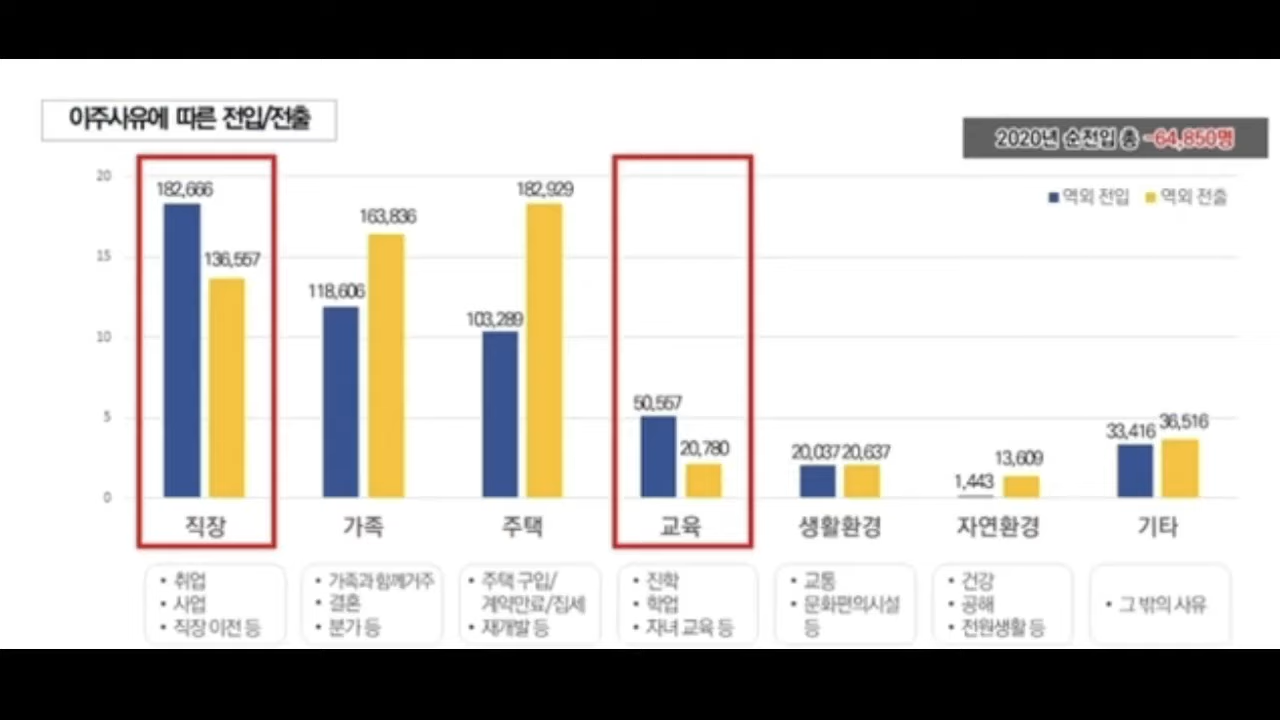 이주사유에 따른 전입/전출
2020년 순전입 총 -64,850명
역외 전입 역외 전출
20
15
10
5
0
182,666
136,557
118,606
163,836
103,289
182,929
50,557
20,780
20,037
20,637
1,443
13,609
33,416
36,516
직장
가족
주택
교육
생활환경
자연환경
기타
• 취업
• 사업
• 직장 이전 등
• 가족과 함께 거주
• 결혼
• 분가 등
• 주택 구입/
계약만료/집세
• 재개발 등
• 진학
• 학업
• 자녀 교육 등
• 교통
• 문화편의시설
등
• 건강
• 공해
• 전원생활 등
• 그 밖의 사유